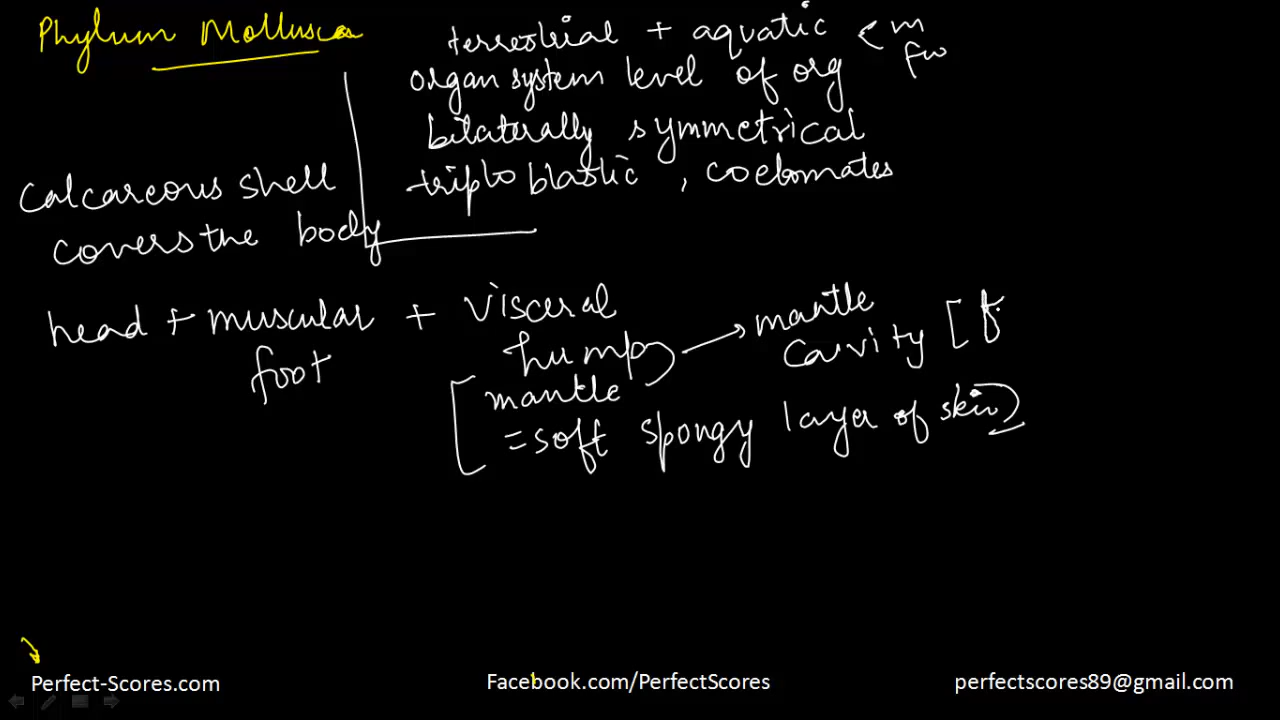 Phylum Mollusca
terrestrial + aquatic < m
fw
organ system level of org
bilaterally symmetrical
triploblastic, coelomates
calcareous shell
covers the body
head + muscular + visceral
foot
hump → mantle
cavity [f
[mantle
=soft spongy layer of skin)
Perfect-Scores.com
Facebook.com/PerfectScores
perfectscores89@gmail.com